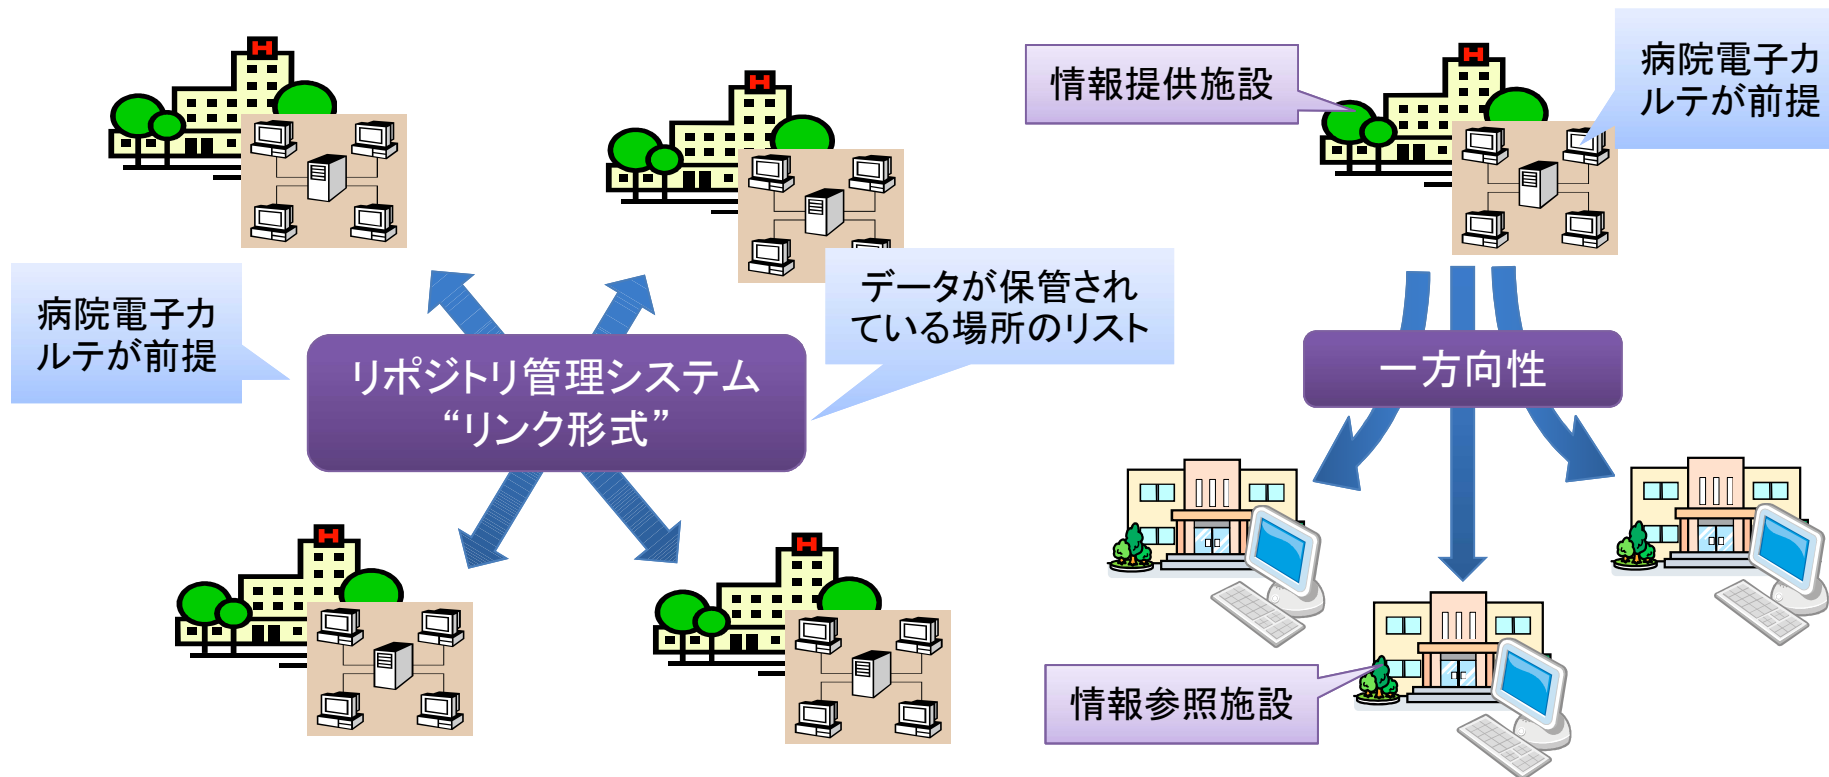 病院電子カ
ルテが前提
リポジトリ管理システム
“リンク形式”
データが保管され
ている場所のリスト
情報提供施設
病院電子カ
ルテが前提
一方向性
情報参照施設